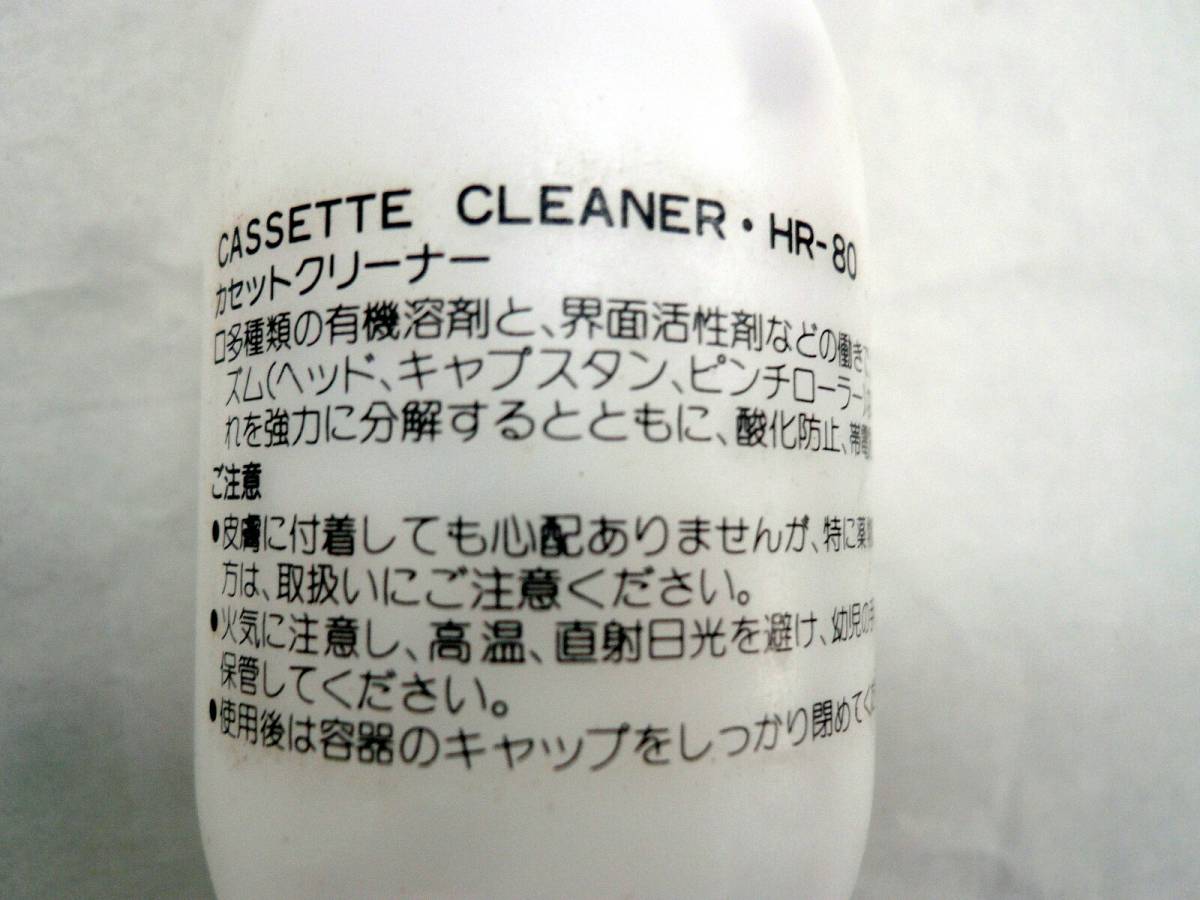 CASSETTE CLEANER・HR-80
カセットクリーナー
□多種類の有機溶剤と、界面活性剤などの働きで
ズム(ヘッド、キャプスタン、ピンチローラー)
れを強力に分解するとともに、酸化防止、帯電
ご注意
•皮膚に付着しても心配ありませんが、特に薬
方は、取扱いにご注意ください。
•火気に注意し、高温、直射日光を避け、幼児の手
保管してください。
•使用後は容器のキャップをしっかり閉めてくだ